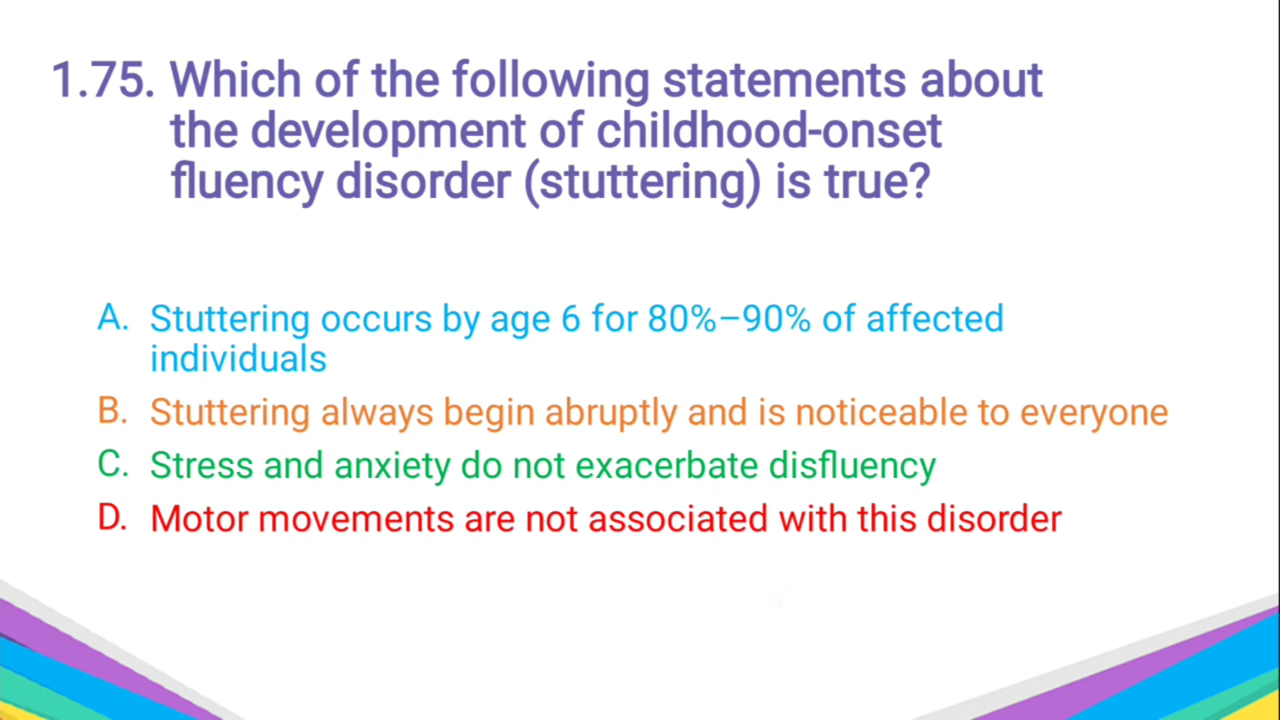 1.75. Which of the following statements about
the development of childhood-onset
fluency disorder (stuttering) is true?
A. Stuttering occurs by age 6 for 80%–90% of affected
individuals
B. Stuttering always begin abruptly and is noticeable to everyone
C. Stress and anxiety do not exacerbate disfluency
D. Motor movements are not associated with this disorder